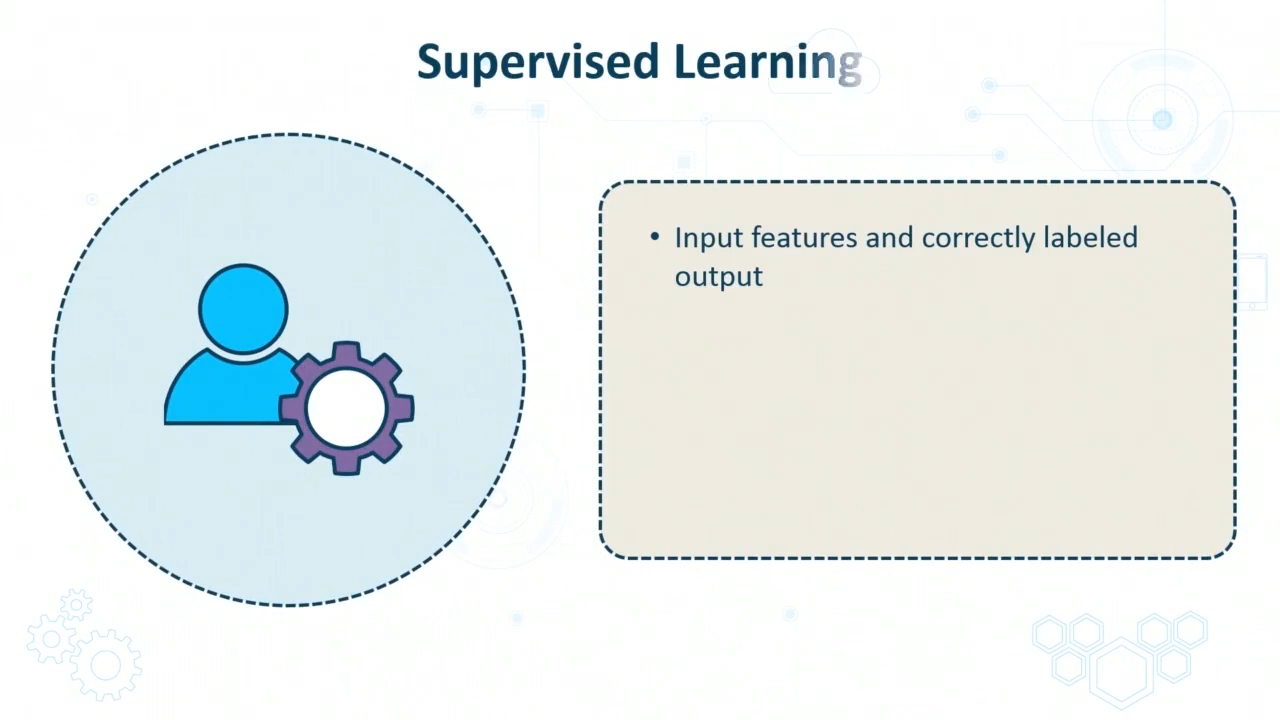 Supervised Learning
• Input features and correctly labeled
output